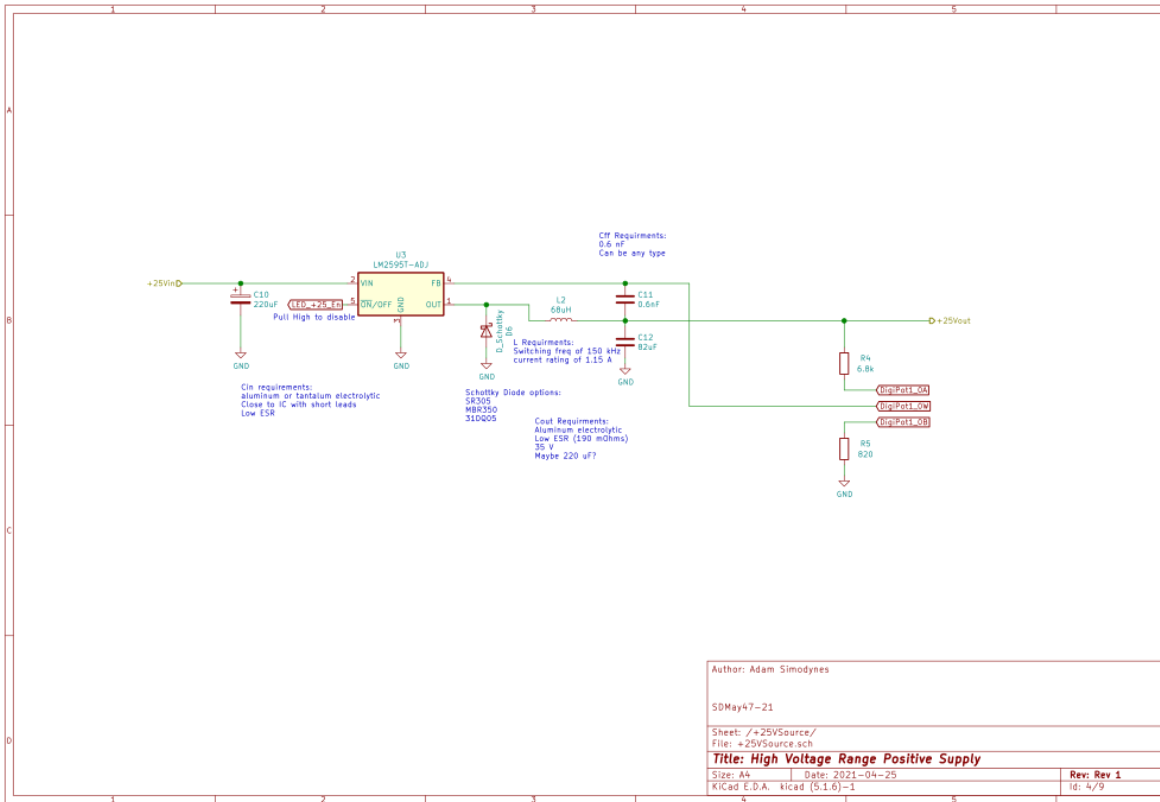 1 2 3 4 5
A
B
C
D
Cff Requirments:
0.6 nF
Can be any type
U3
LM2595T-ADJ
+25Vin
2
VIN
FB
4
C10
220uF
LED_+25_En
5
ON/OFF
GND
OUT
1
3
Pull High to disable
L2
68uH
C11
0.6nF
+25Vout
D_Schottky
D6
C12
82uF
L Requirments:
Switching freq of 150 kHz
current rating of 1.15 A
GND
GND
GND
GND
R4
6.8k
DigiPot1_0A
DigiPot1_0W
DigiPot1_0B
R5
820
GND
Cin requirements:
aluminum or tantalum electrolytic
Close to IC with short leads
Low ESR
Schottky Diode options:
SR305
MBR350
31DQ05
Cout Requirments:
Aluminum electrolytic
Low ESR (190 mOhms)
35 V
Maybe 220 uF?
Author: Adam Simodynes
SDMay47-21
Sheet: /+25VSource/
File: +25VSource.sch
Title: High Voltage Range Positive Supply
Size: A4
Date: 2021-04-25
Rev: Rev 1
KiCad E.D.A. kicad (5.1.6)-1
Id: 4/9
1 2 3 4 5